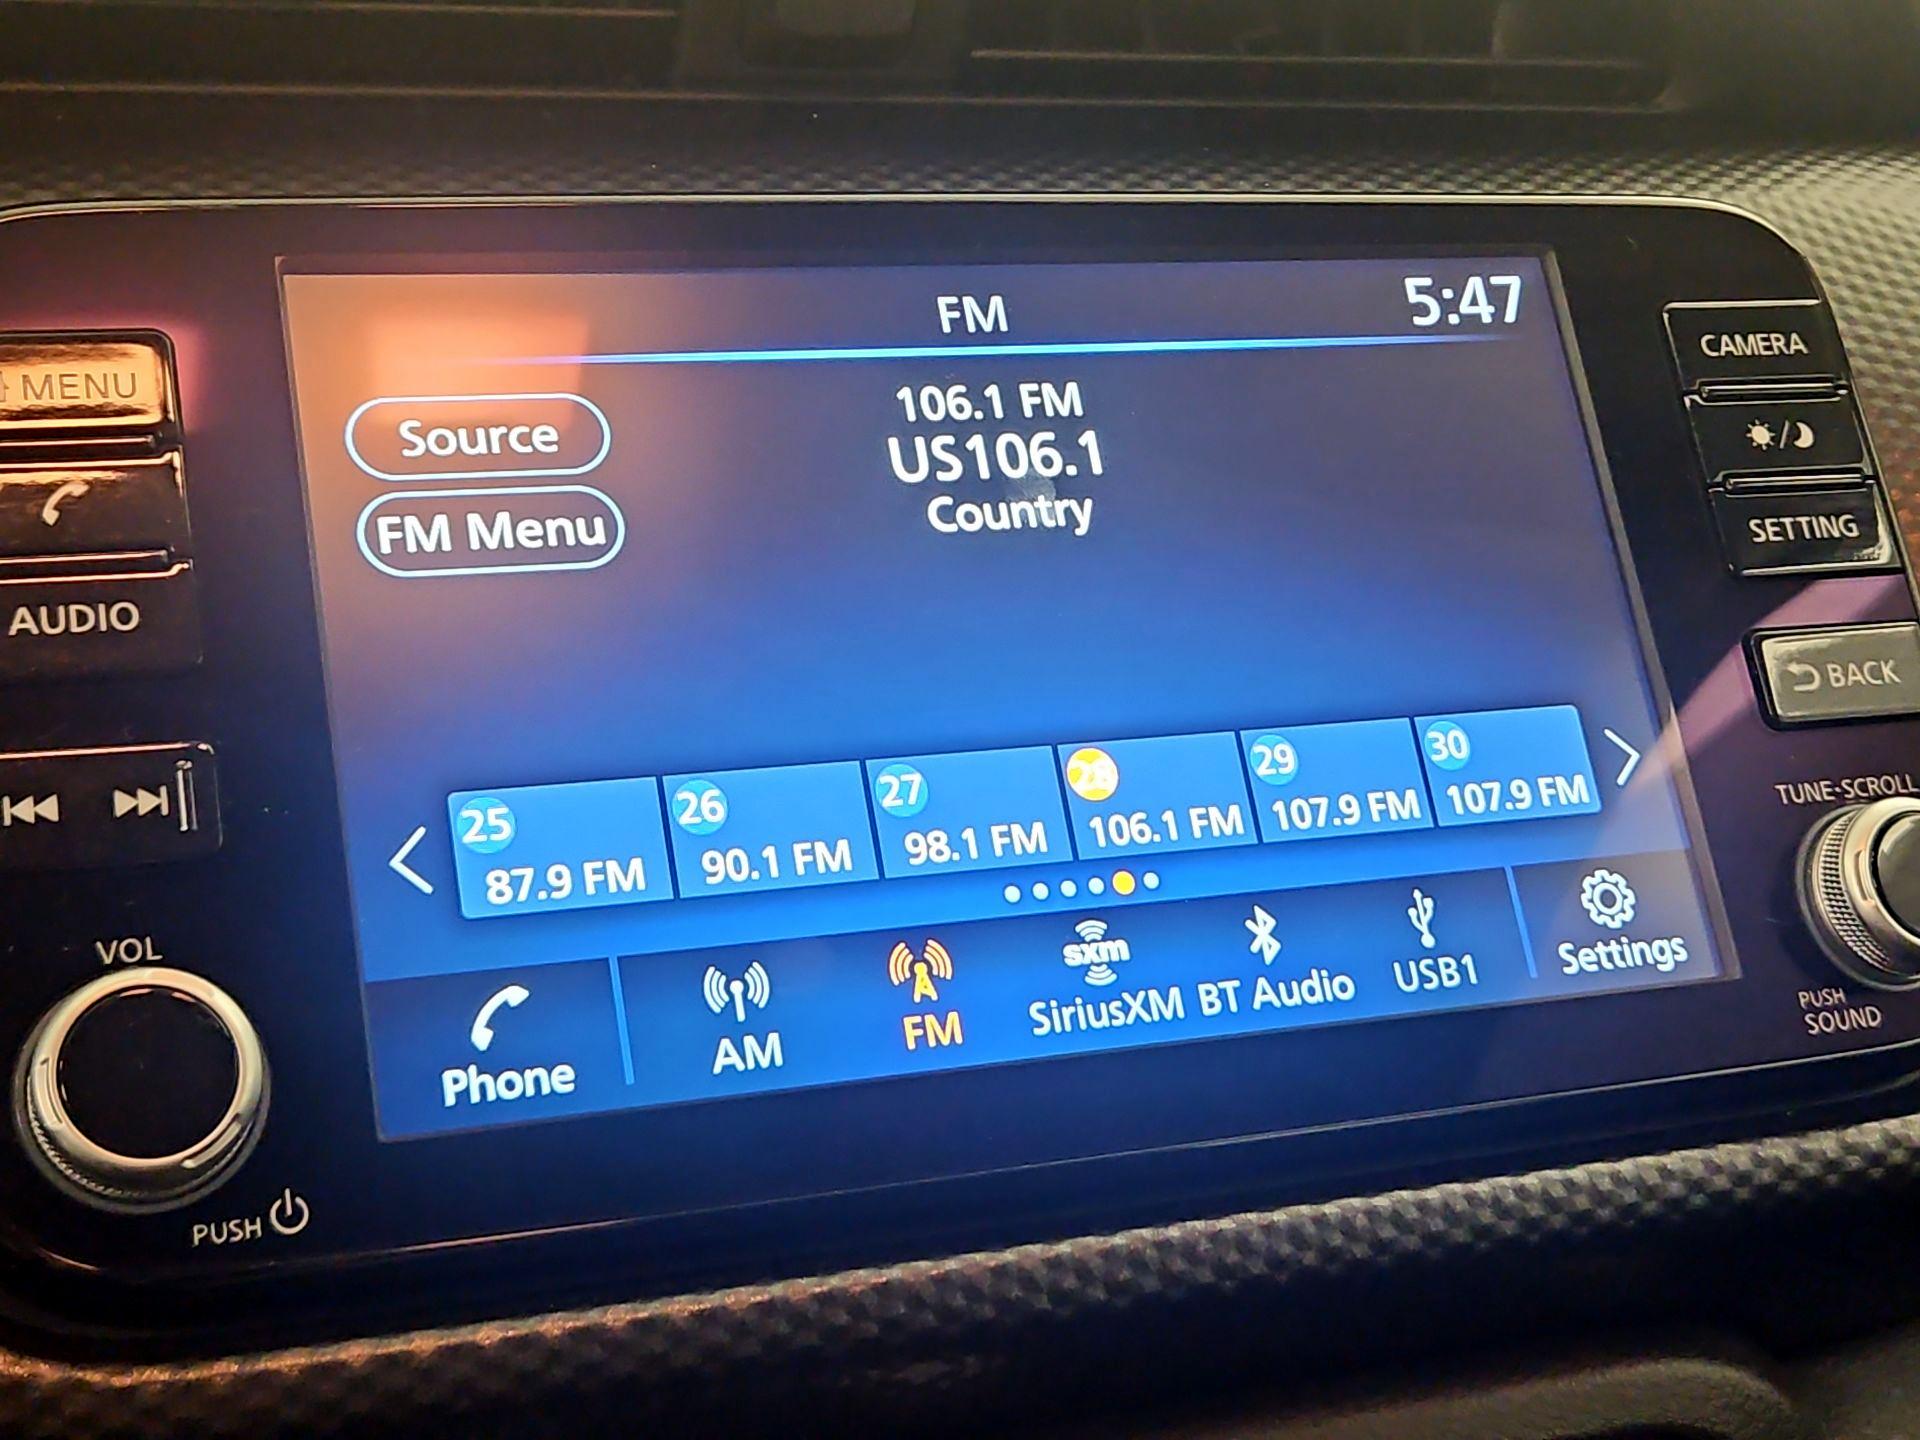 FM
5:47
MENU
Source
FM Menu
AUDIO
106.1 FM
US106.1
Country
CAMERA
SETTING
BACK
TUNE·SCROLL
25
87.9 FM
26
90.1 FM
27
98.1 FM
28
106.1 FM
29
107.9 FM
30
107.9 FM
VOL
Phone
AM
FM
sxm
SiriusXM
BT Audio
USB1
Settings
PUSH
SOUND
PUSH